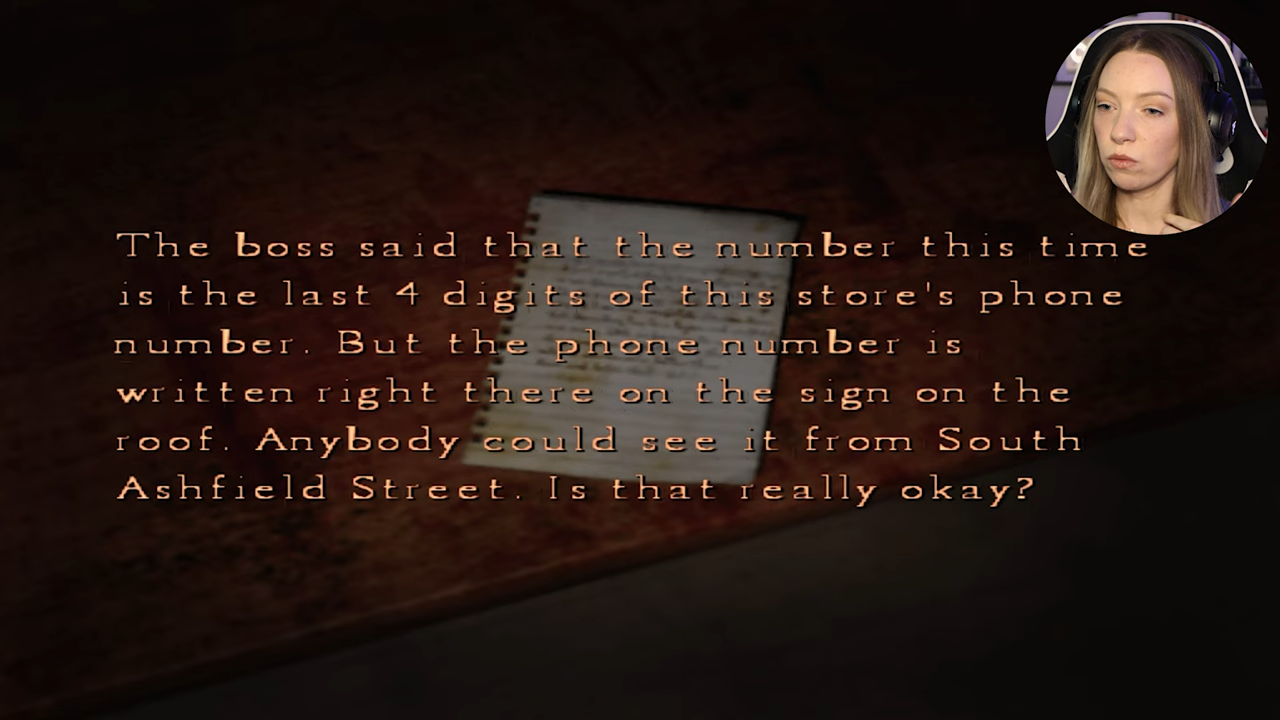 The boss said that the number this time
is the last 4 digits of this store's phone
number. But the phone number is
written right there on the sign on the
roof. Anybody could see it from South
Ashfield Street. Is that really okay?